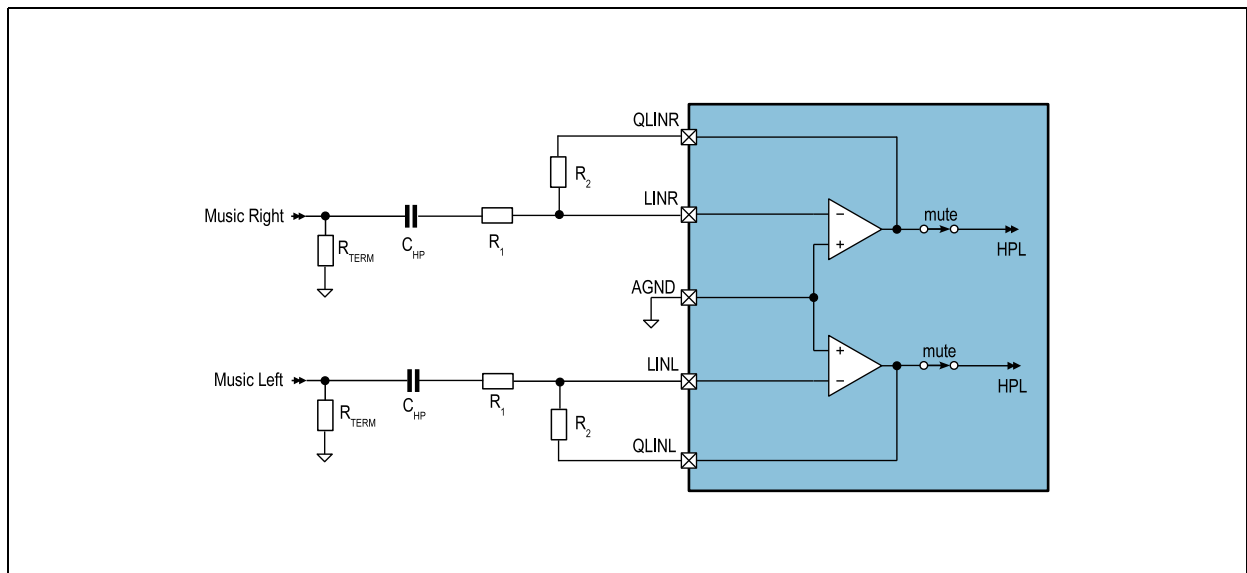 QLINR
R2
LINR
Music Right
mute
RTERM
CHP
R1
HPL
AGND
LINL
mute
Music Left
HPL
RTERM
CHP
R1
R2
QLINL